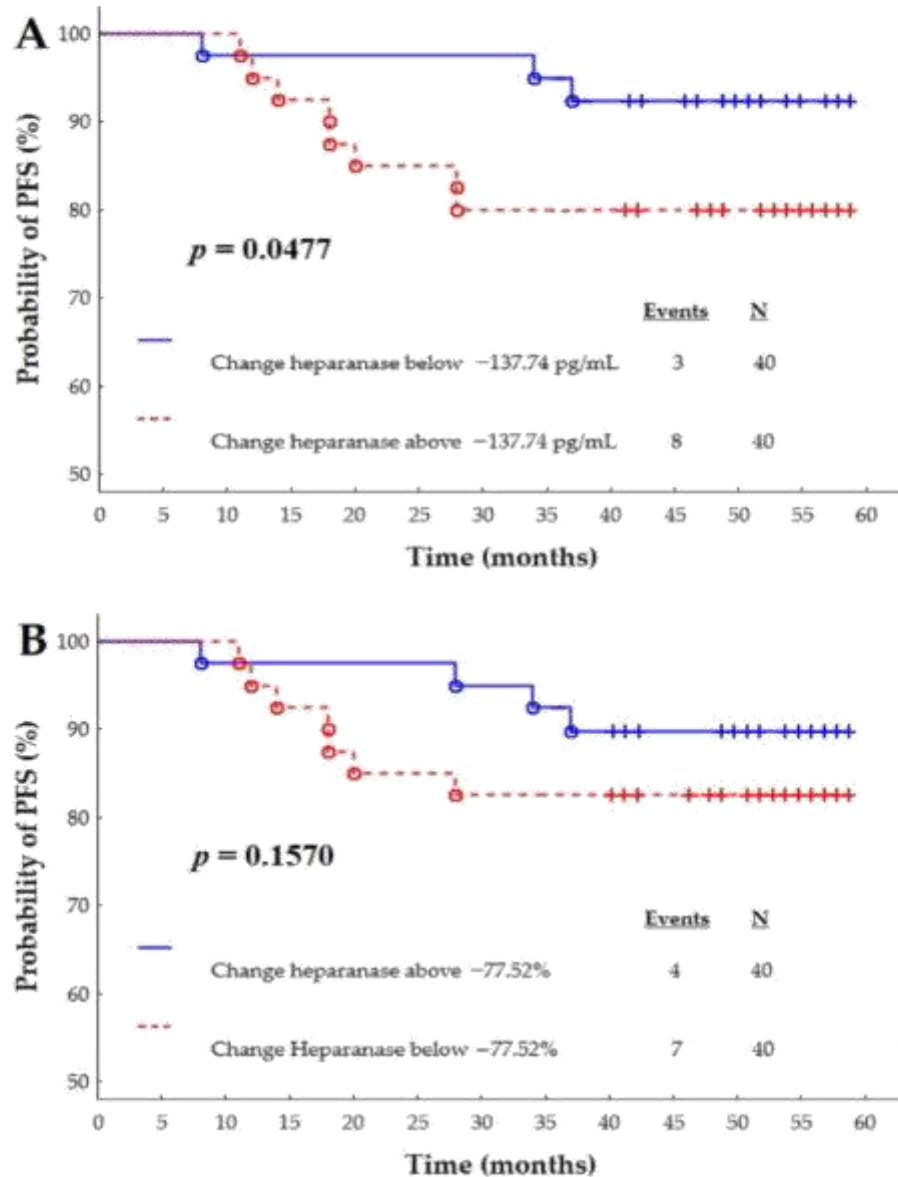 A
100
90
80
70
60
50
Probability of PFS (%)
p = 0.0477
Events N
Change heparanase below −137.74 pg/mL 3 40
Change heparanase above −137.74 pg/mL 8 40
0 5 10 15 20 25 30 35 40 45 50 55 60
Time (months)
B
100
90
80
70
60
50
Probability of PFS (%)
p = 0.1570
Events N
Change heparanase above −77.52% 4 40
Change Heparanase below −77.52% 7 40
0 5 10 15 20 25 30 35 40 45 50 55 60
Time (months)